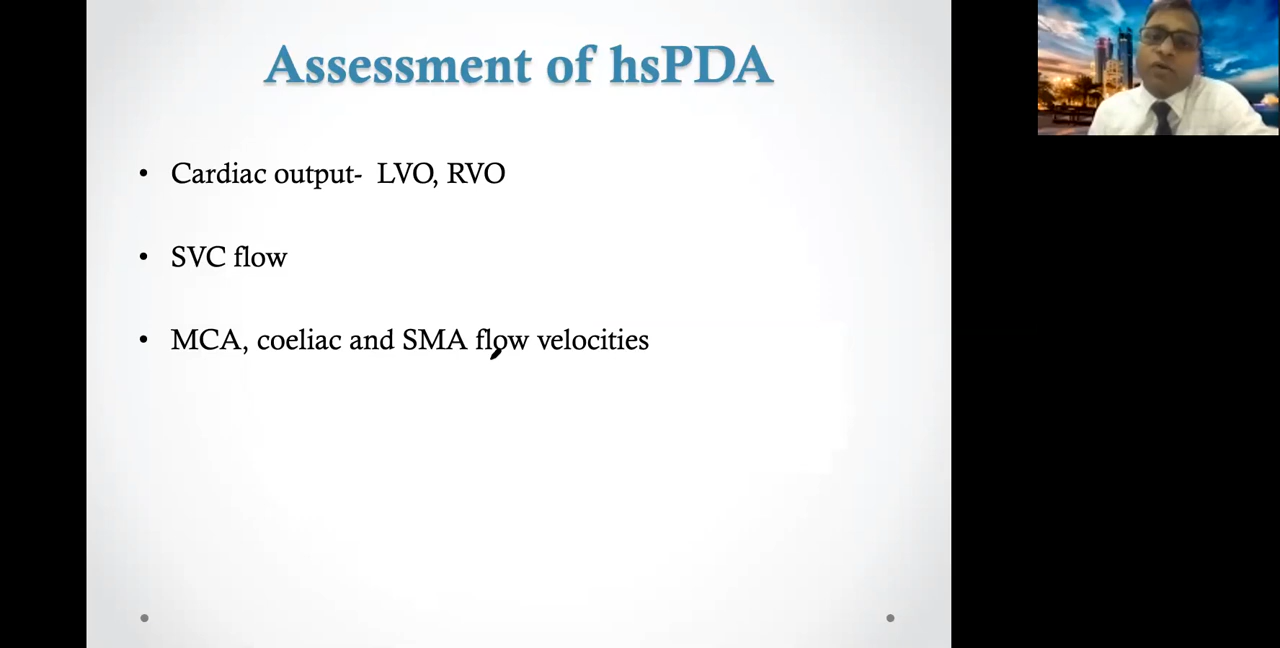 Assessment of hsPDA
• Cardiac output- LVO, RVO
• SVC flow
• MCA, coeliac and SMA flow velocities